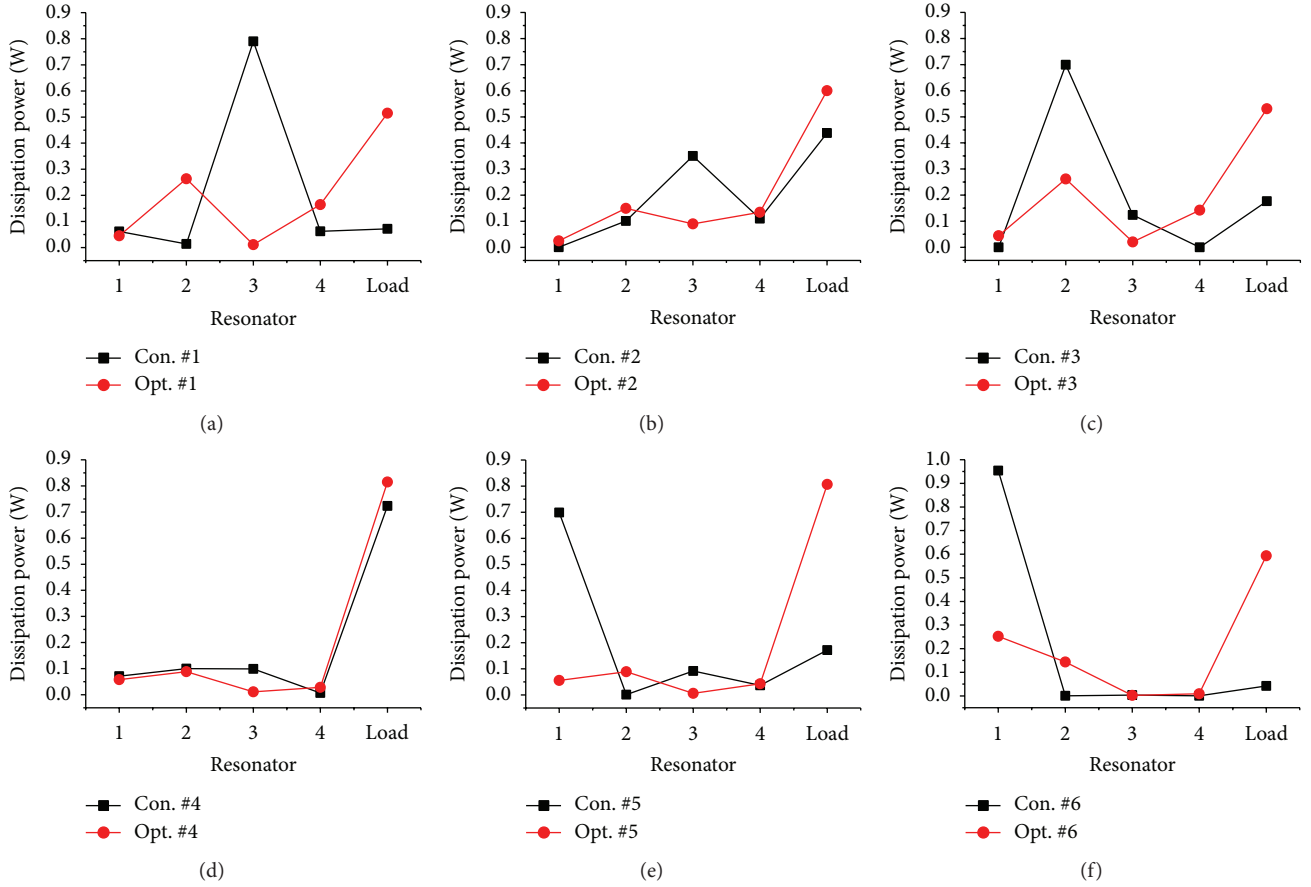 Dissipation power (W)
0.9
0.8
0.7
0.6
0.5
0.4
0.3
0.2
0.1
0.0
1 2 3 4 Load
Resonator
Con. #1
Opt. #1
(a)
Dissipation power (W)
0.9
0.8
0.7
0.6
0.5
0.4
0.3
0.2
0.1
0.0
1 2 3 4 Load
Resonator
Con. #2
Opt. #2
(b)
Dissipation power (W)
0.9
0.8
0.7
0.6
0.5
0.4
0.3
0.2
0.1
0.0
1 2 3 4 Load
Resonator
Con. #3
Opt. #3
(c)
Dissipation power (W)
0.9
0.8
0.7
0.6
0.5
0.4
0.3
0.2
0.1
0.0
1 2 3 4 Load
Resonator
Con. #4
Opt. #4
(d)
Dissipation power (W)
0.9
0.8
0.7
0.6
0.5
0.4
0.3
0.2
0.1
0.0
1 2 3 4 Load
Resonator
Con. #5
Opt. #5
(e)
Dissipation power (W)
1.0
0.9
0.8
0.7
0.6
0.5
0.4
0.3
0.2
0.1
0.0
1 2 3 4 Load
Resonator
Con. #6
Opt. #6
(f)